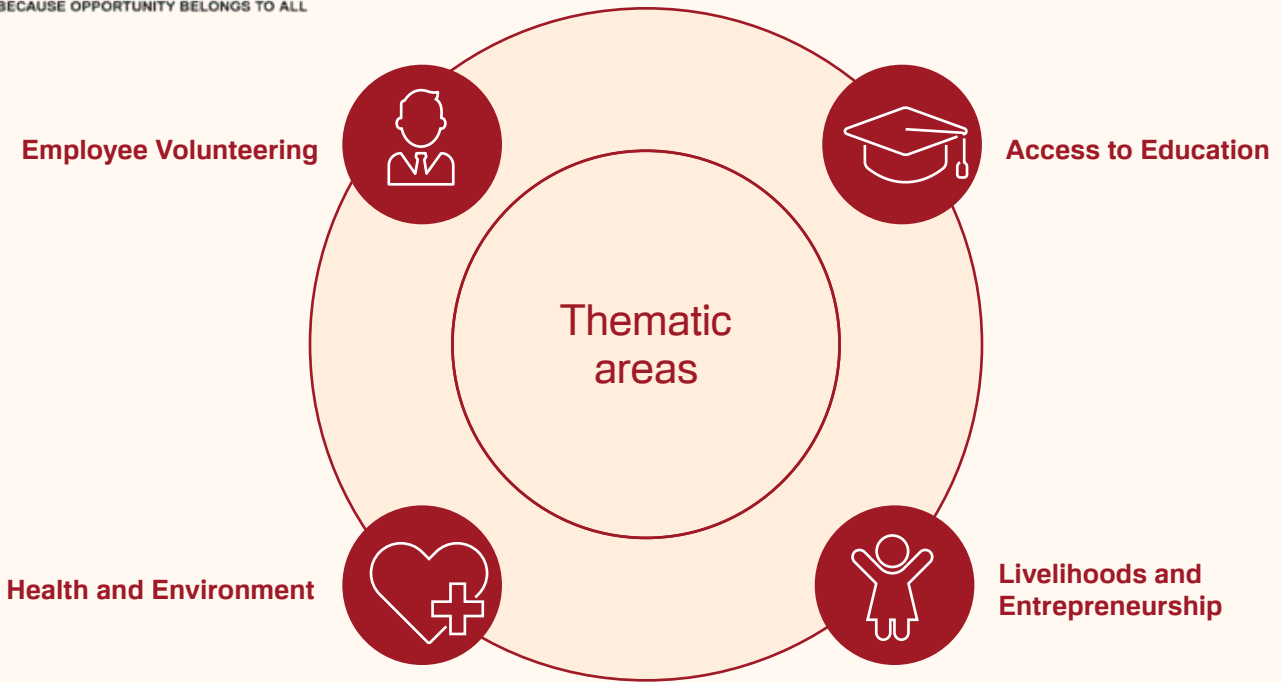 BECAUSE OPPORTUNITY BELONGS TO ALL
Employee Volunteering
Access to Education
Thematic
areas
Health and Environment
Livelihoods and
Entrepreneurship